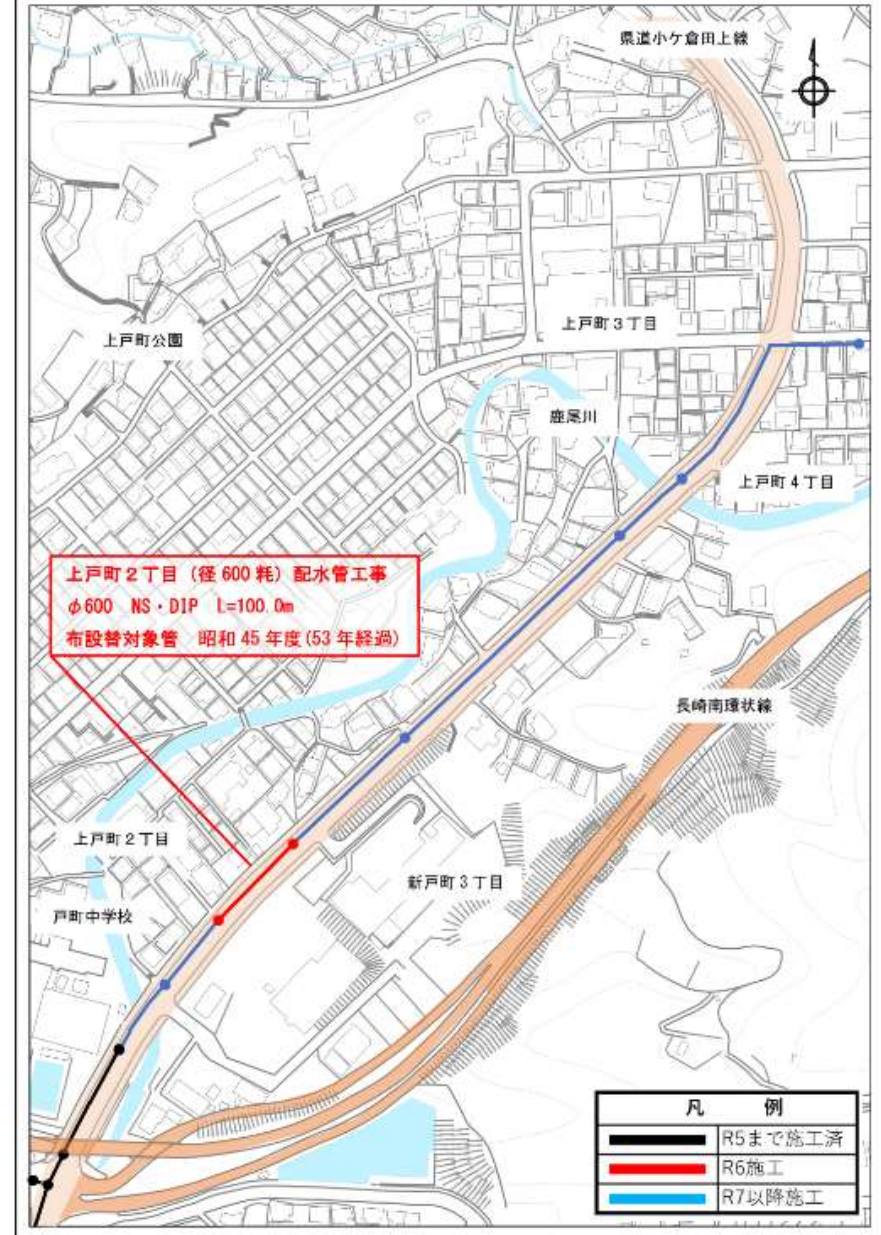 県道小ケ倉田上線
上戸町3丁目
上戸町公園
鹿尾川
上戸町4丁目
上戸町2丁目（径600粍）配水管工事
φ600 NS・DIP L=100.0m
布設替対象管 昭和45年度(53年経過)
長崎南環状線
上戸町2丁目
新戸町3丁目
戸町中学校
凡 例
R5まで施工済
R6施工
R7以降施工